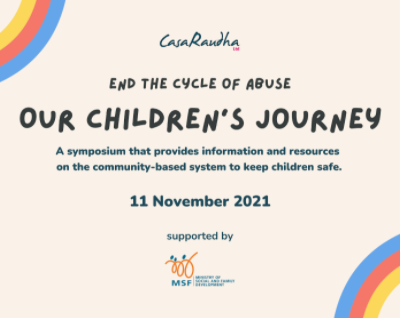 CasaRaudha
Ltd
END THE CYCLE OF ABUSE
OUR CHILDREN'S JOURNEY
A symposium that provides information and resources
on the community-based system to keep children safe.
11 November 2021
supported by
MSF
MINISTRY OF
SOCIAL AND FAMILY
DEVELOPMENT